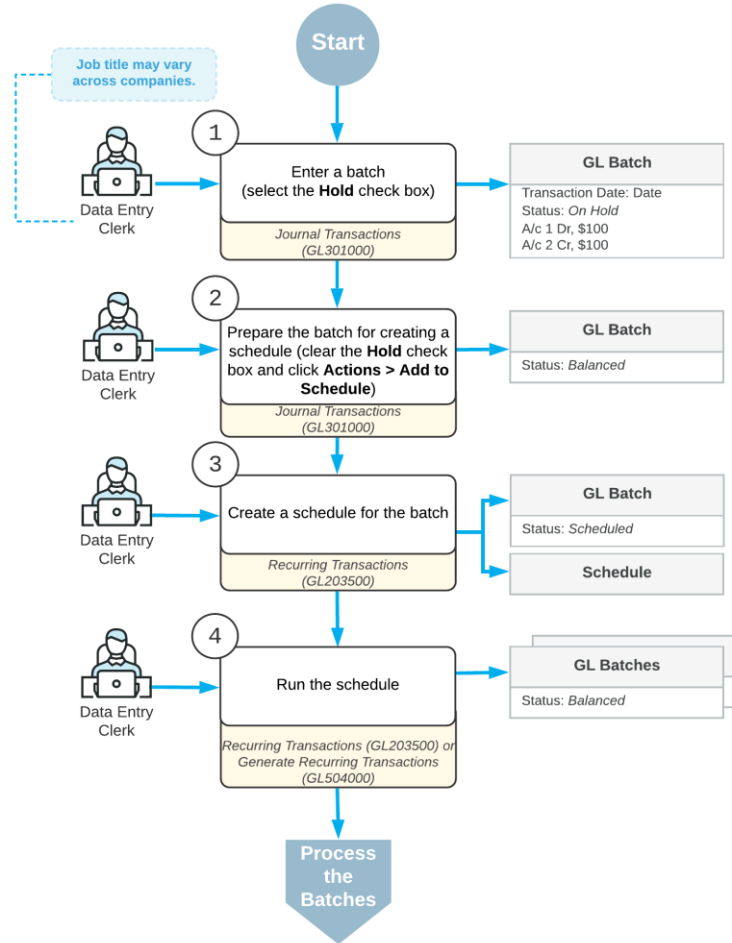 Start
Job title may vary
across companies.
1
Data Entry
Clerk
Enter a batch
(select the Hold check box)
Journal Transactions
(GL301000)
GL Batch
Transaction Date: Date
Status: On Hold
A/c 1 Dr, $100
A/c 2 Cr, $100
2
Data Entry
Clerk
Prepare the batch for creating a
schedule (clear the Hold check
box and click Actions > Add to
Schedule)
Journal Transactions
(GL301000)
GL Batch
Status: Balanced
3
Data Entry
Clerk
Create a schedule for the batch
Recurring Transactions
(GL203500)
GL Batch
Status: Scheduled
Schedule
4
Data Entry
Clerk
Run the schedule
Recurring Transactions (GL203500) or
Generate Recurring Transactions
(GL504000)
GL Batches
Status: Balanced
Process
the
Batches